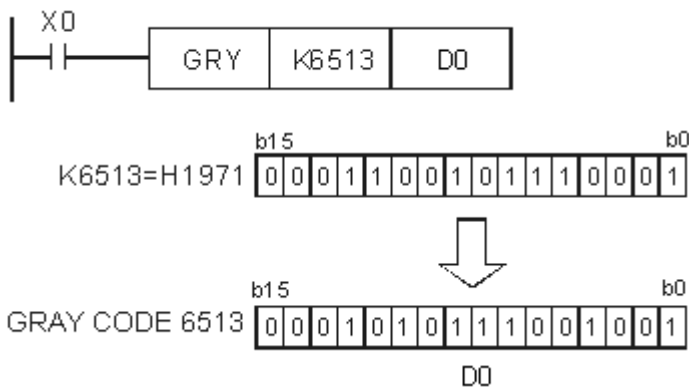 X0
GRY K6513 D0
b15 b0
K6513=H1971 0 0 0 1 1 0 0 1 0 1 1 1 0 0 0 1
b15 b0
GRAY CODE 6513 0 0 0 1 0 1 0 1 1 1 0 0 1 0 0 1
D0